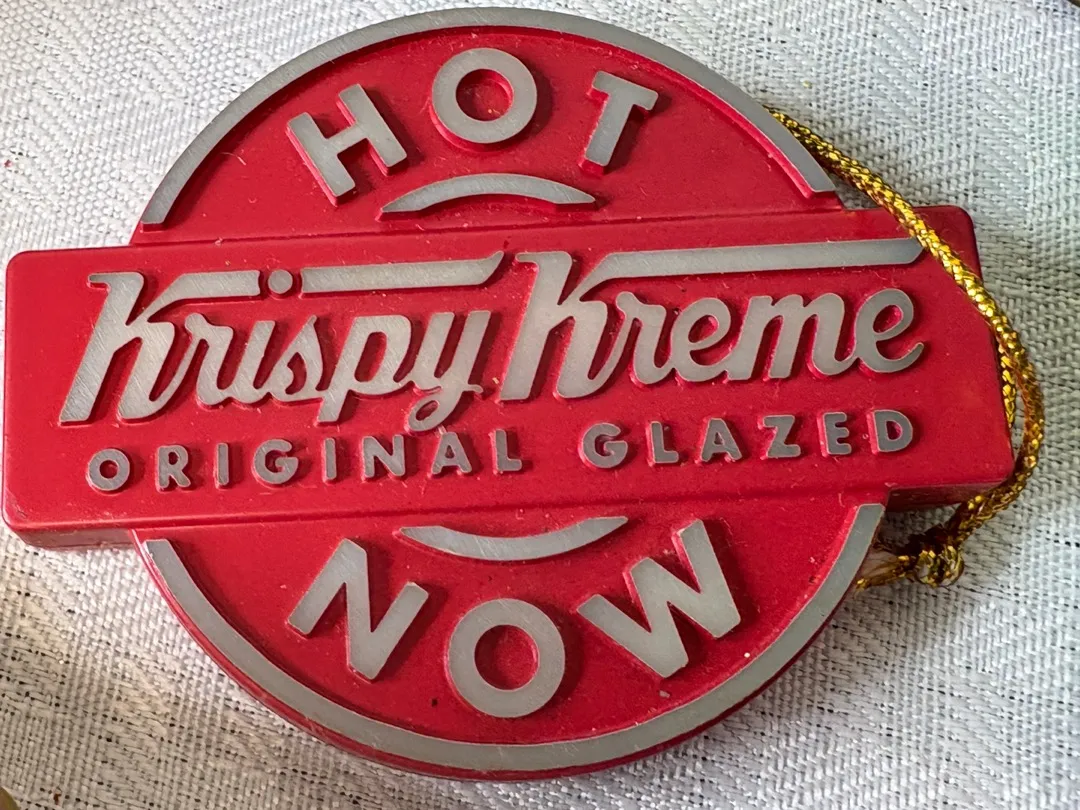 HOT
Krispy Kreme
ORIGINAL GLAZED
NOW